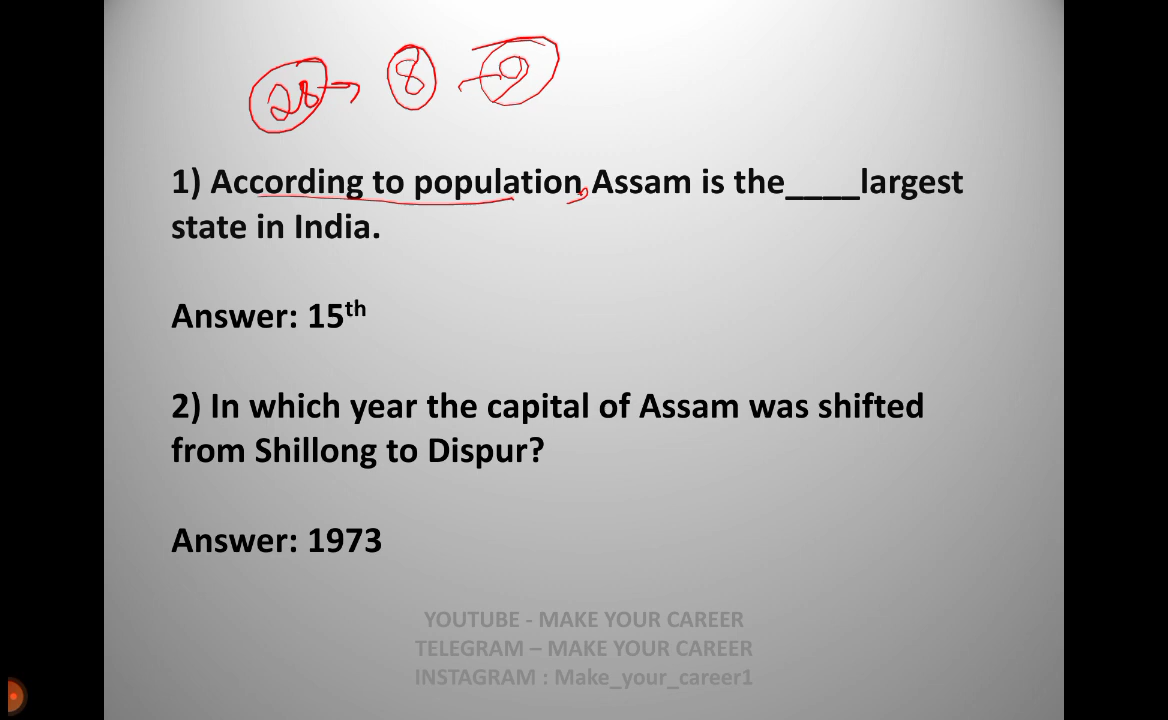 28 8 9
1) According to population, Assam is the____largest
state in India.
Answer: 15th
2) In which year the capital of Assam was shifted
from Shillong to Dispur?
Answer: 1973
YOUTUBE - MAKE YOUR CAREER
TELEGRAM – MAKE YOUR CAREER
INSTAGRAM : Make_your_career1